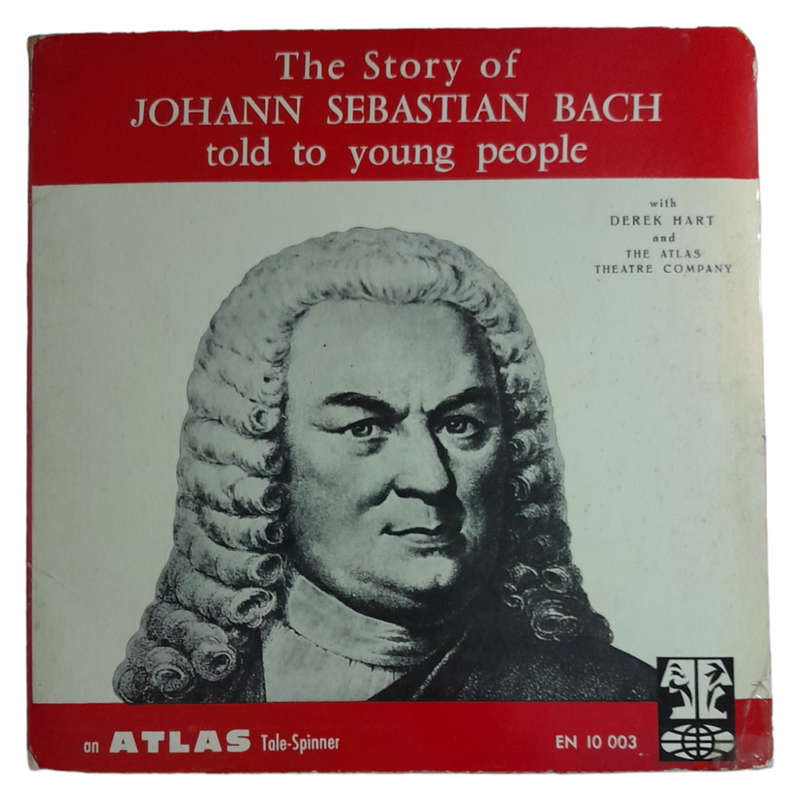 The Story of
JOHANN SEBASTIAN BACH
told to young people
with
DEREK HART
and
THE ATLAS
THEATRE COMPANY
an ATLAS Tale-Spinner
EN 10 003